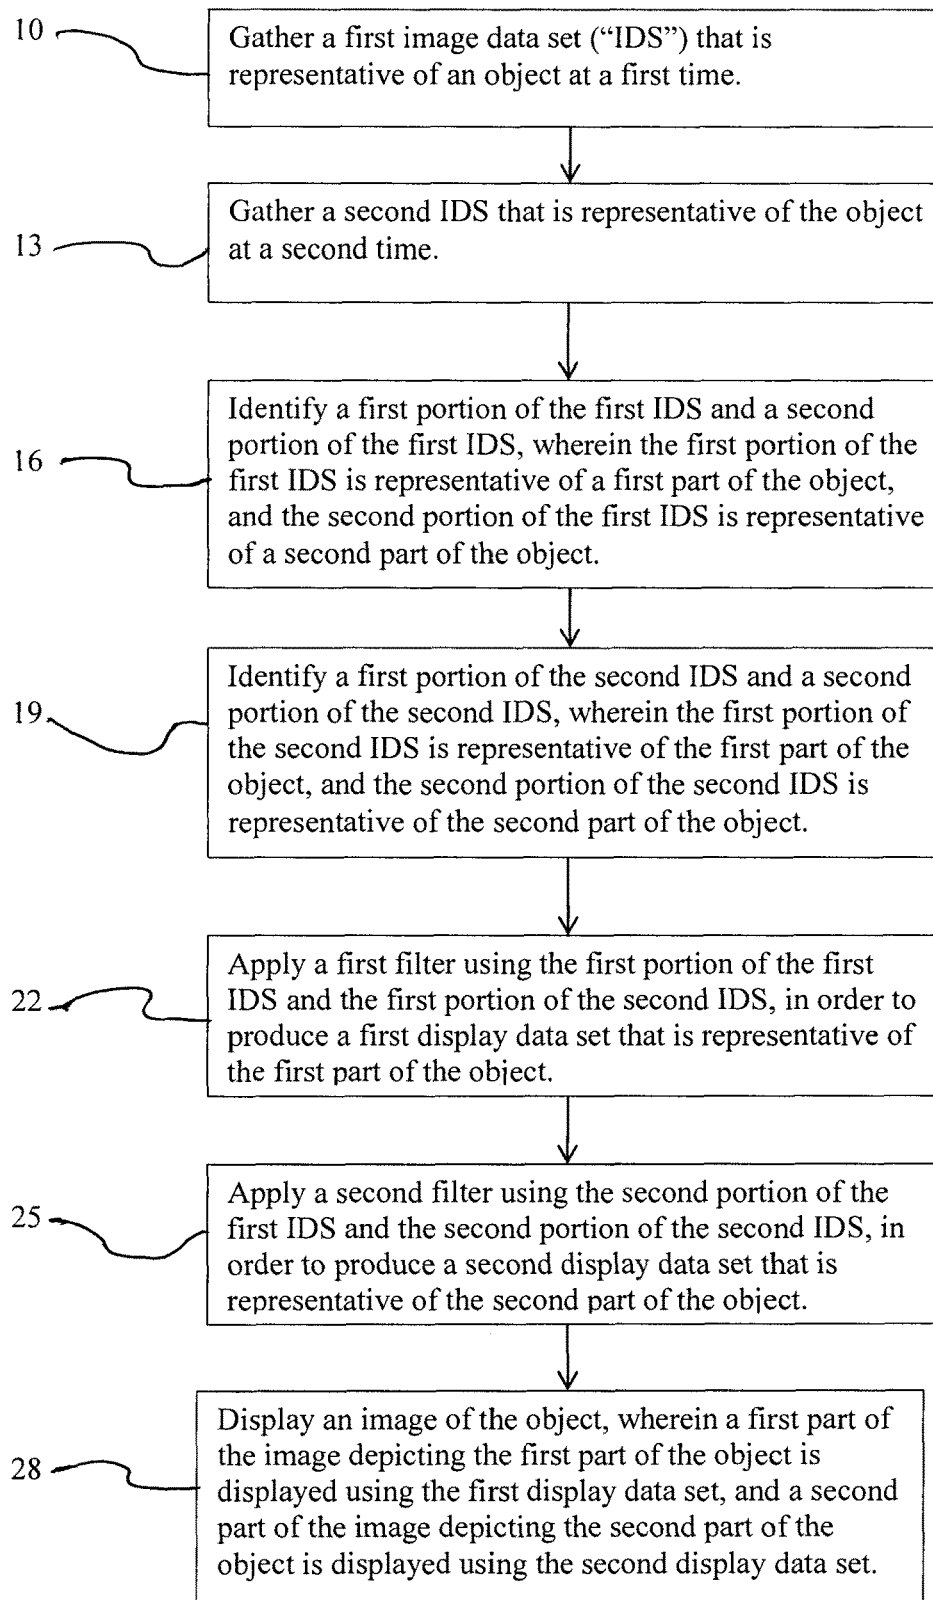 10
Gather a first image data set (“IDS”) that is
representative of an object at a first time.
13
Gather a second IDS that is representative of the object
at a second time.
16
Identify a first portion of the first IDS and a second
portion of the first IDS, wherein the first portion of the
first IDS is representative of a first part of the object,
and the second portion of the first IDS is representative
of a second part of the object.
19
Identify a first portion of the second IDS and a second
portion of the second IDS, wherein the first portion of
the second IDS is representative of the first part of the
object, and the second portion of the second IDS is
representative of the second part of the object.
22
Apply a first filter using the first portion of the first
IDS and the first portion of the second IDS, in order to
produce a first display data set that is representative of
the first part of the object.
25
Apply a second filter using the second portion of the
first IDS and the second portion of the second IDS, in
order to produce a second display data set that is
representative of the second part of the object.
28
Display an image of the object, wherein a first part of
the image depicting the first part of the object is
displayed using the first display data set, and a second
part of the image depicting the second part of the
object is displayed using the second display data set.